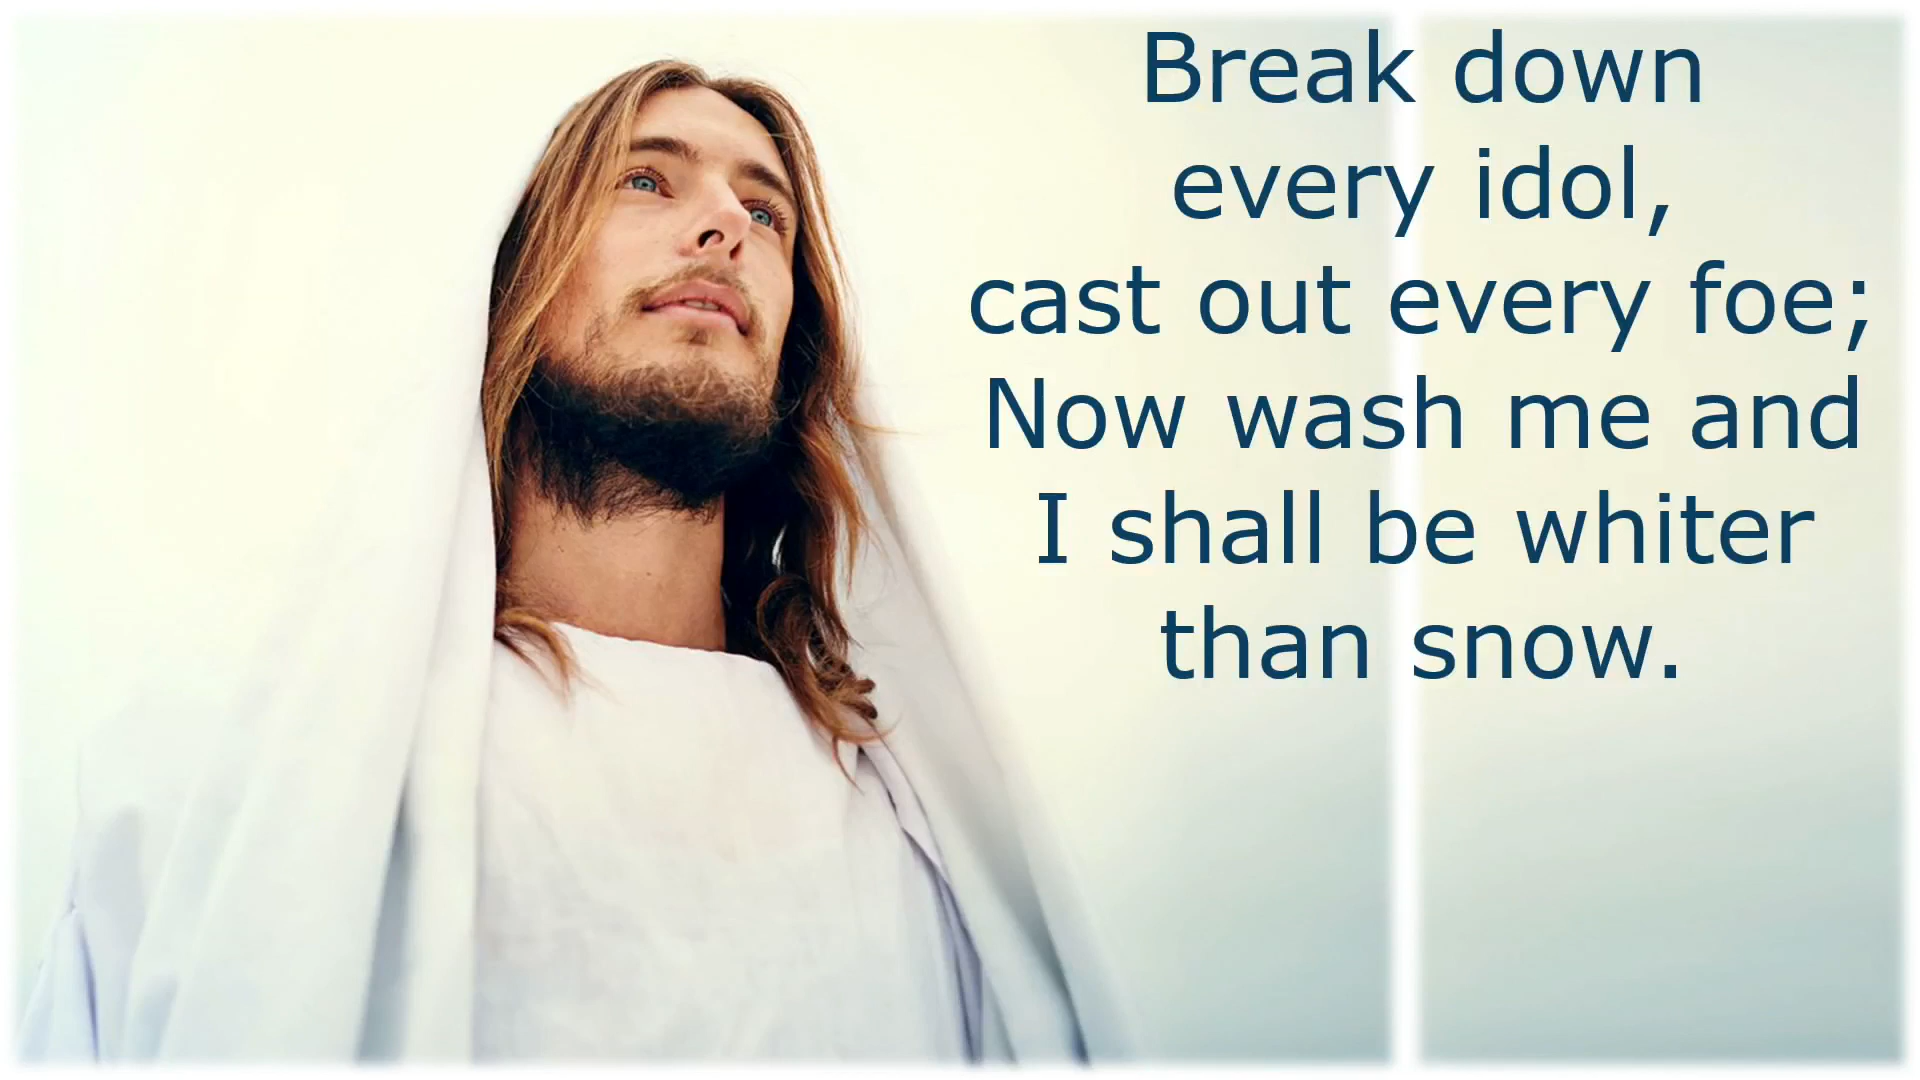 Break down
every idol,
cast out every foe;
Now wash me and
I shall be whiter
than snow.